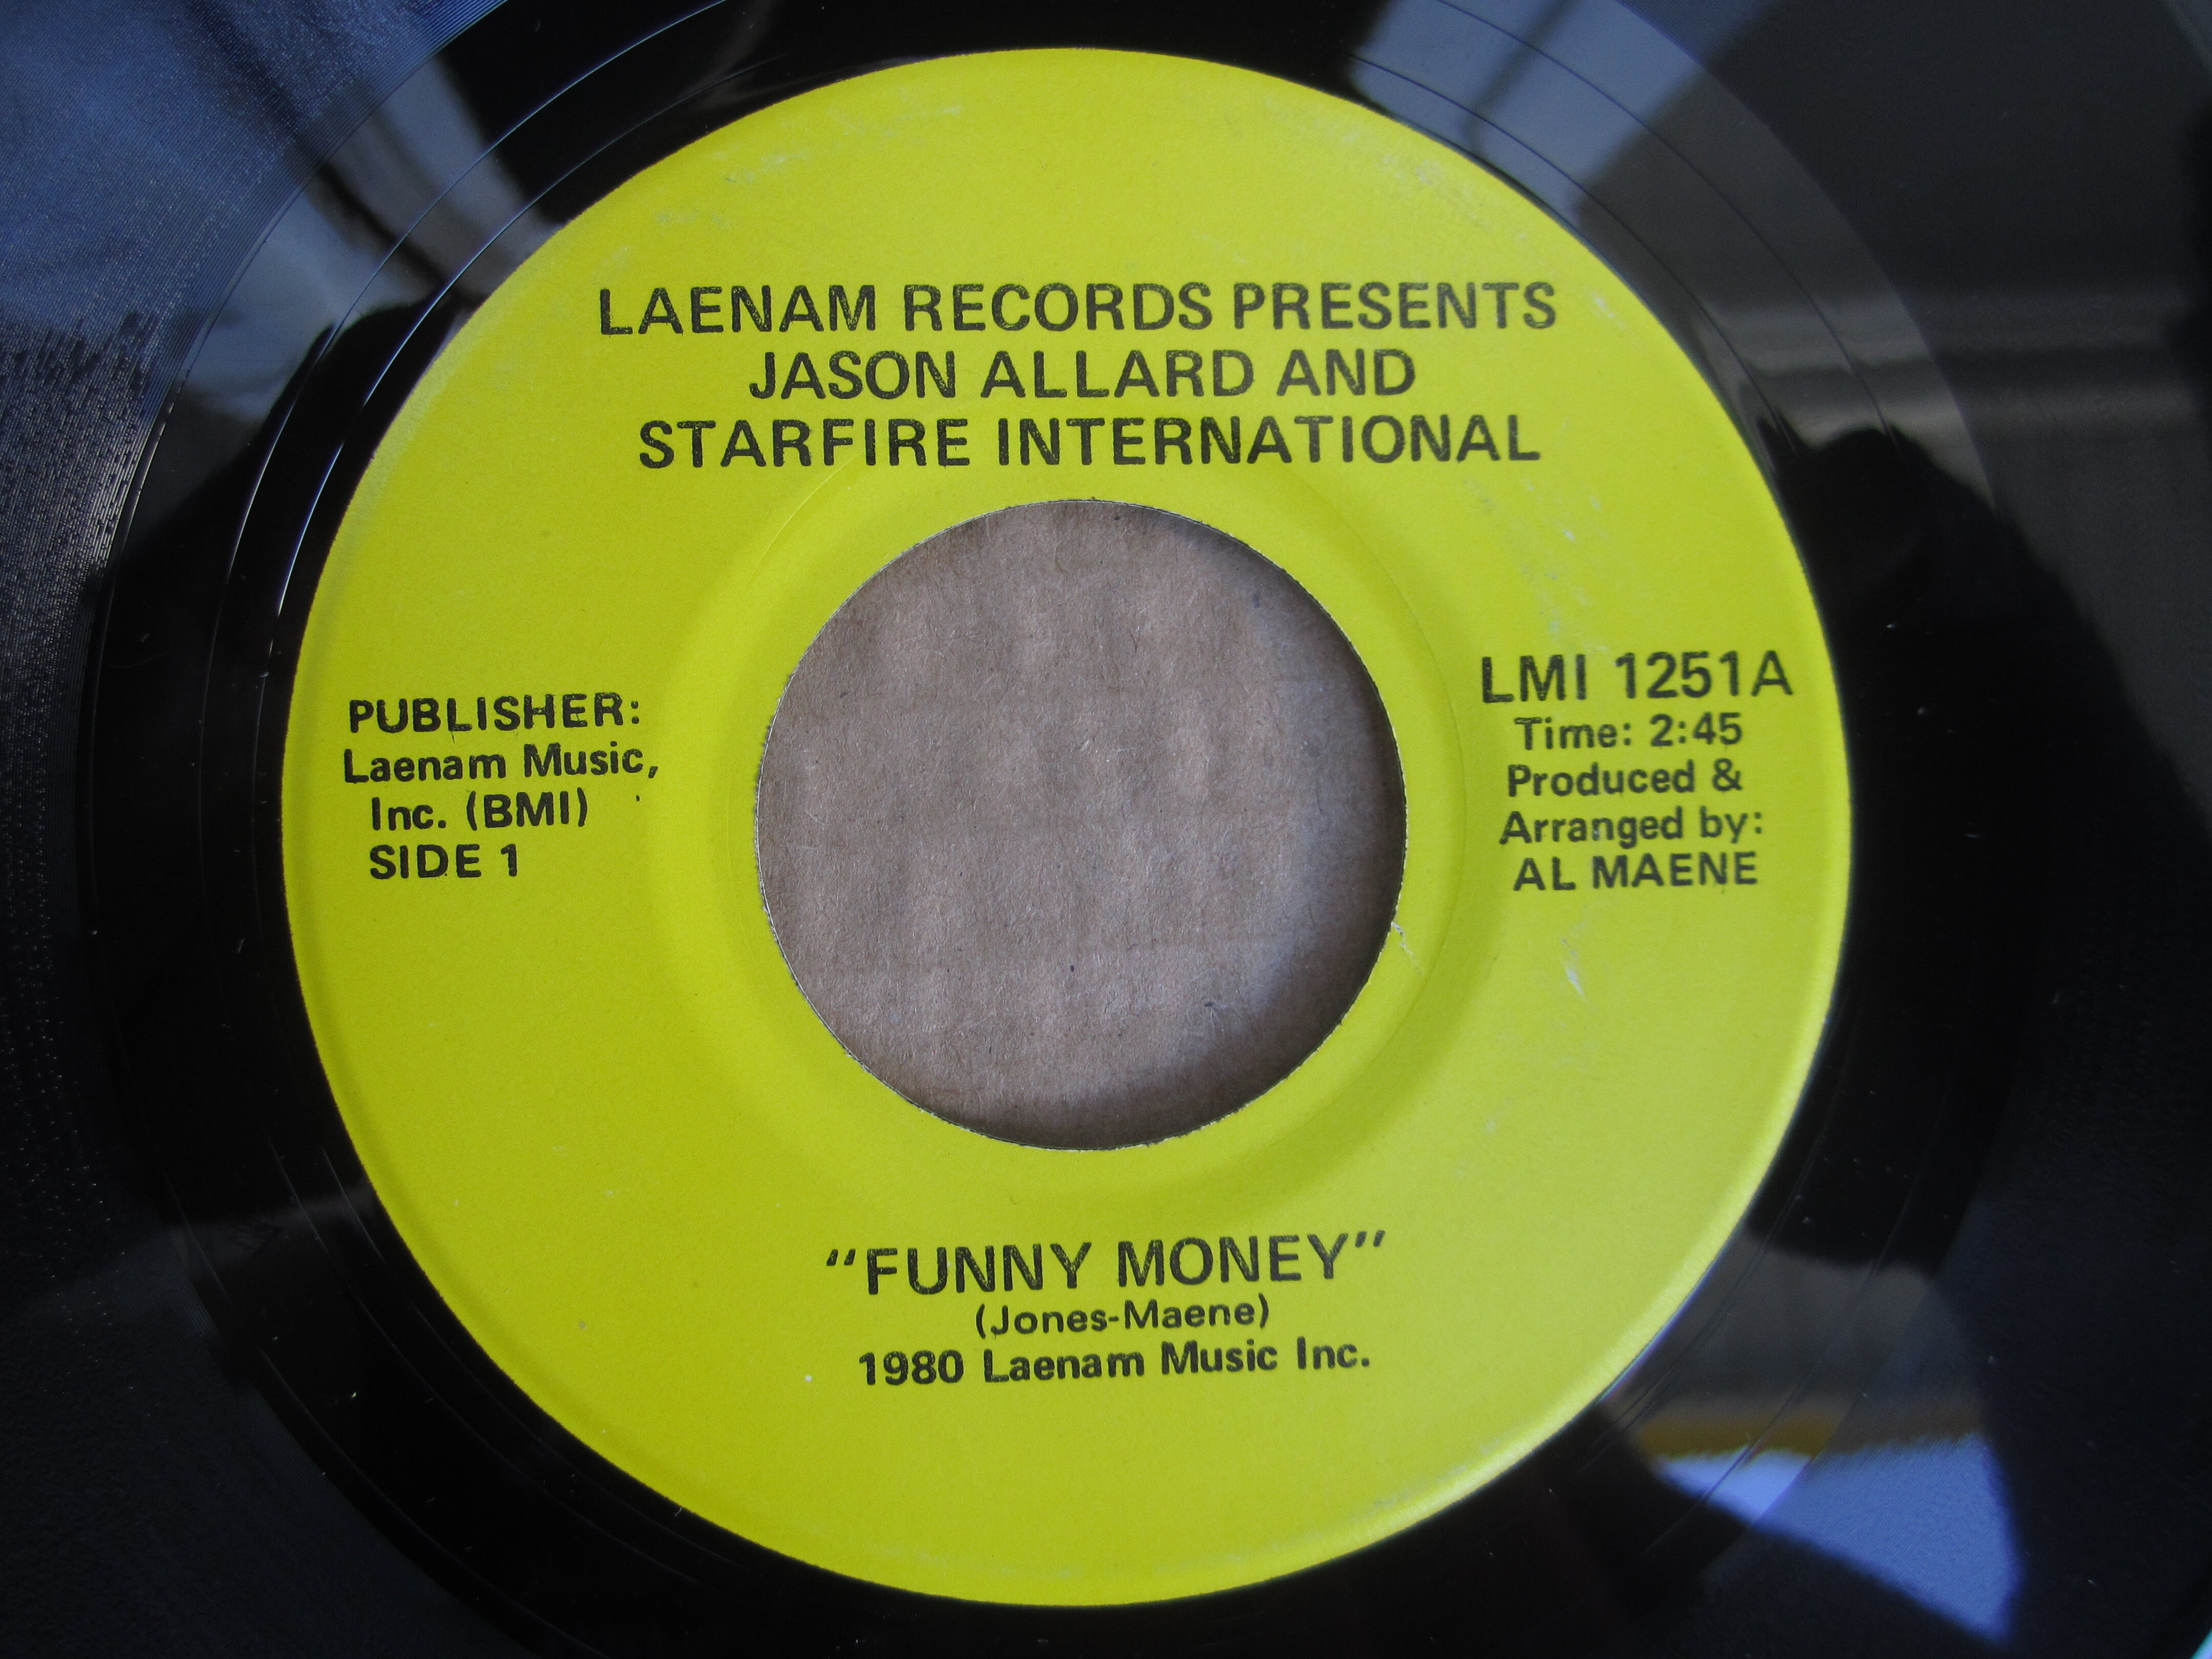 LAENAM RECORDS PRESENTS
JASON ALLARD AND
STARFIRE INTERNATIONAL
PUBLISHER:
Laenam Music,
Inc. (BMI)
SIDE 1
LMI 1251A
Time: 2:45
Produced &
Arranged by:
AL MAENE
"FUNNY MONEY"
(Jones-Maene)
1980 Laenam Music Inc.